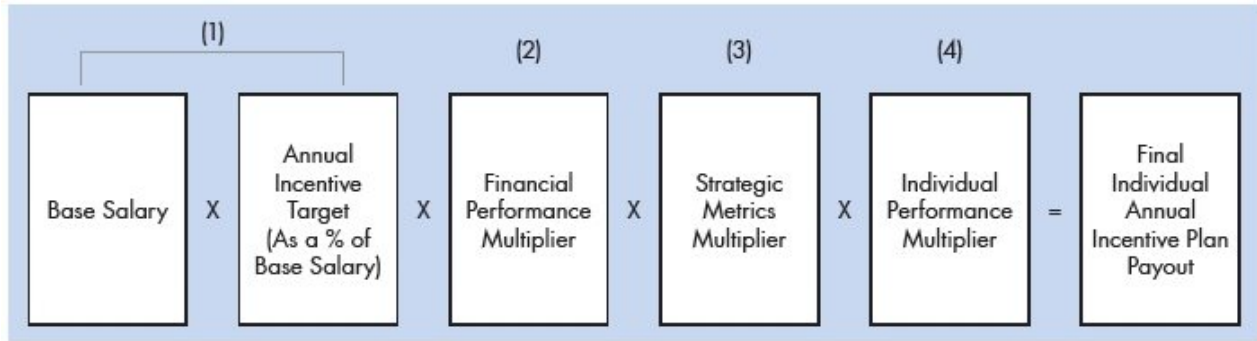 (1)
(2)
(3)
(4)
Base Salary
X
Annual
Incentive
Target
(As a % of
Base Salary)
X
Financial
Performance
Multiplier
X
Strategic
Metrics
Multiplier
X
Individual
Performance
Multiplier
=
Final
Individual
Annual
Incentive Plan
Payout